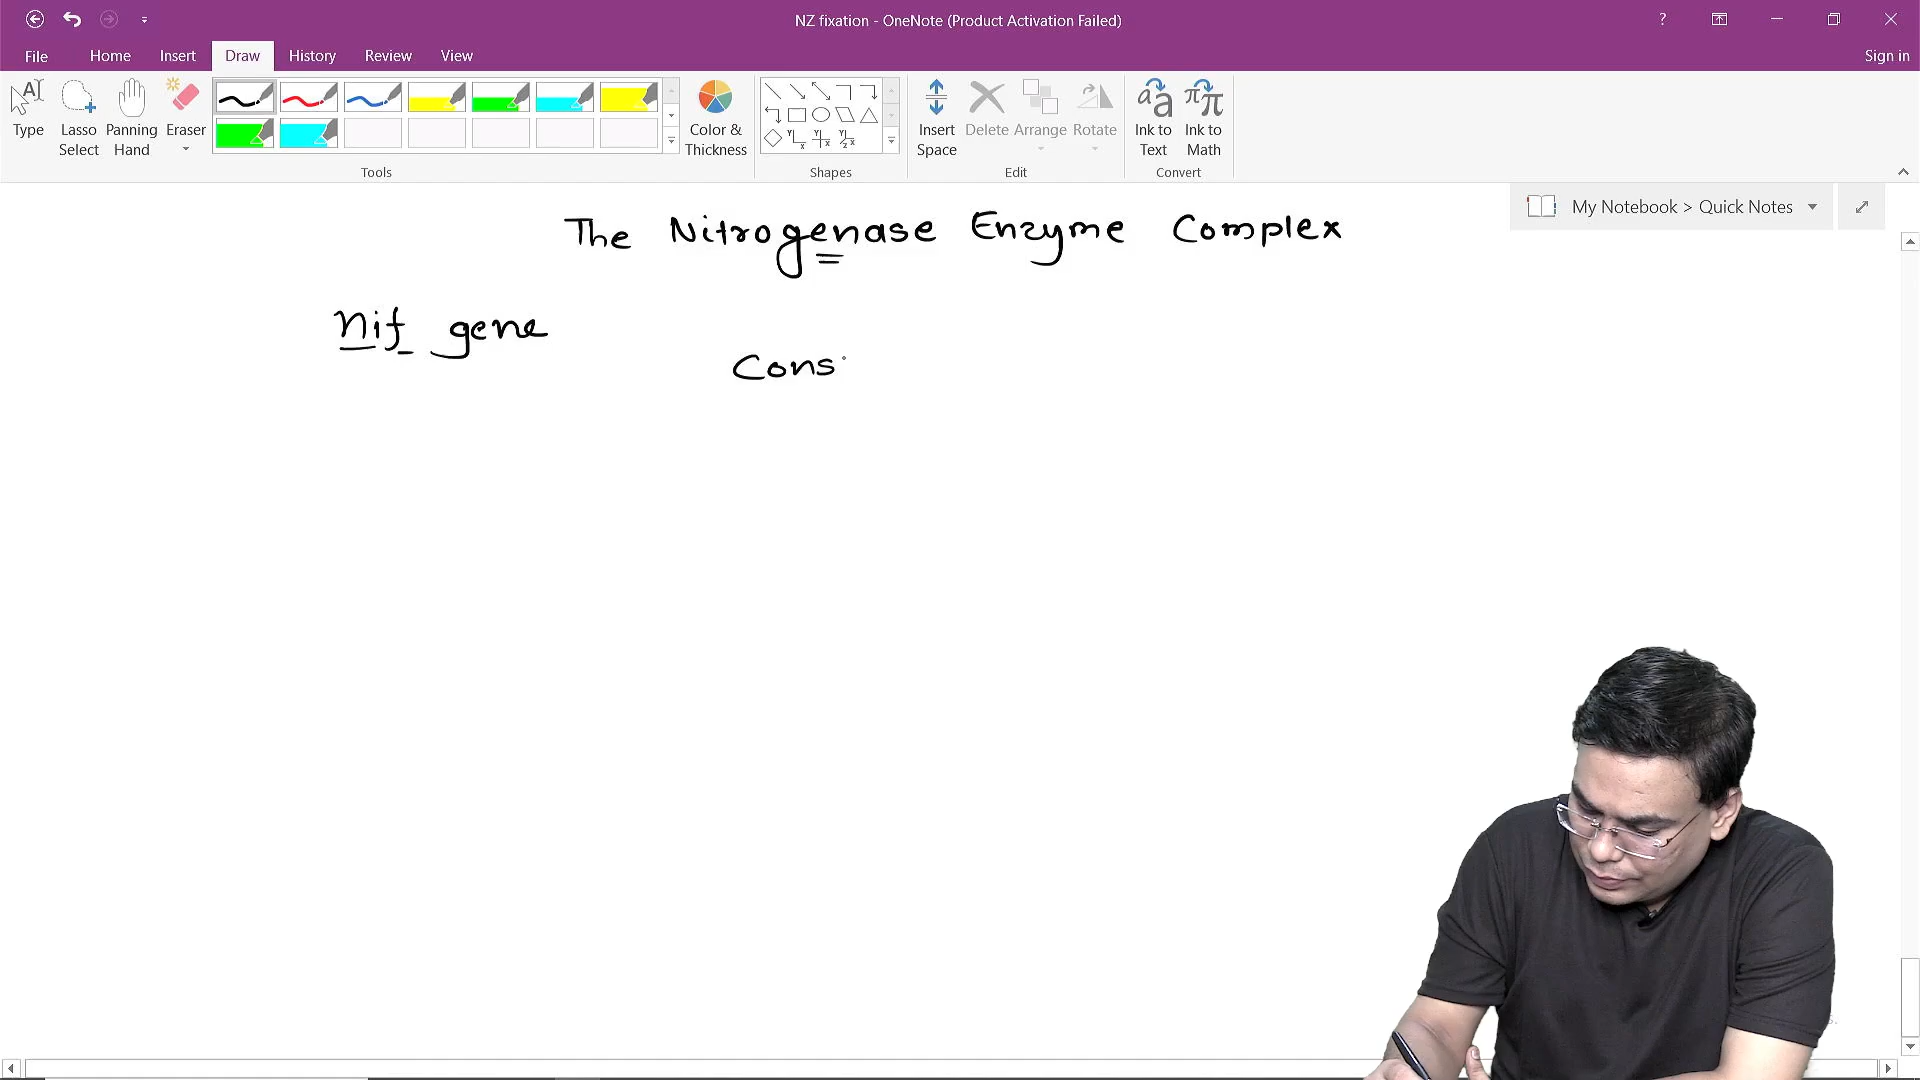 NZ fixation - OneNote (Product Activation Failed)
?
File Home Insert Draw History Review View Sign in
Type Lasso Select Panning Hand Eraser Color & Thickness Insert Space Delete Arrange Rotate Ink to Text Ink to Math
Tools Shapes Edit Convert
My Notebook > Quick Notes
The Nitrogenase Enzyme Complex
Nif gene
Cons